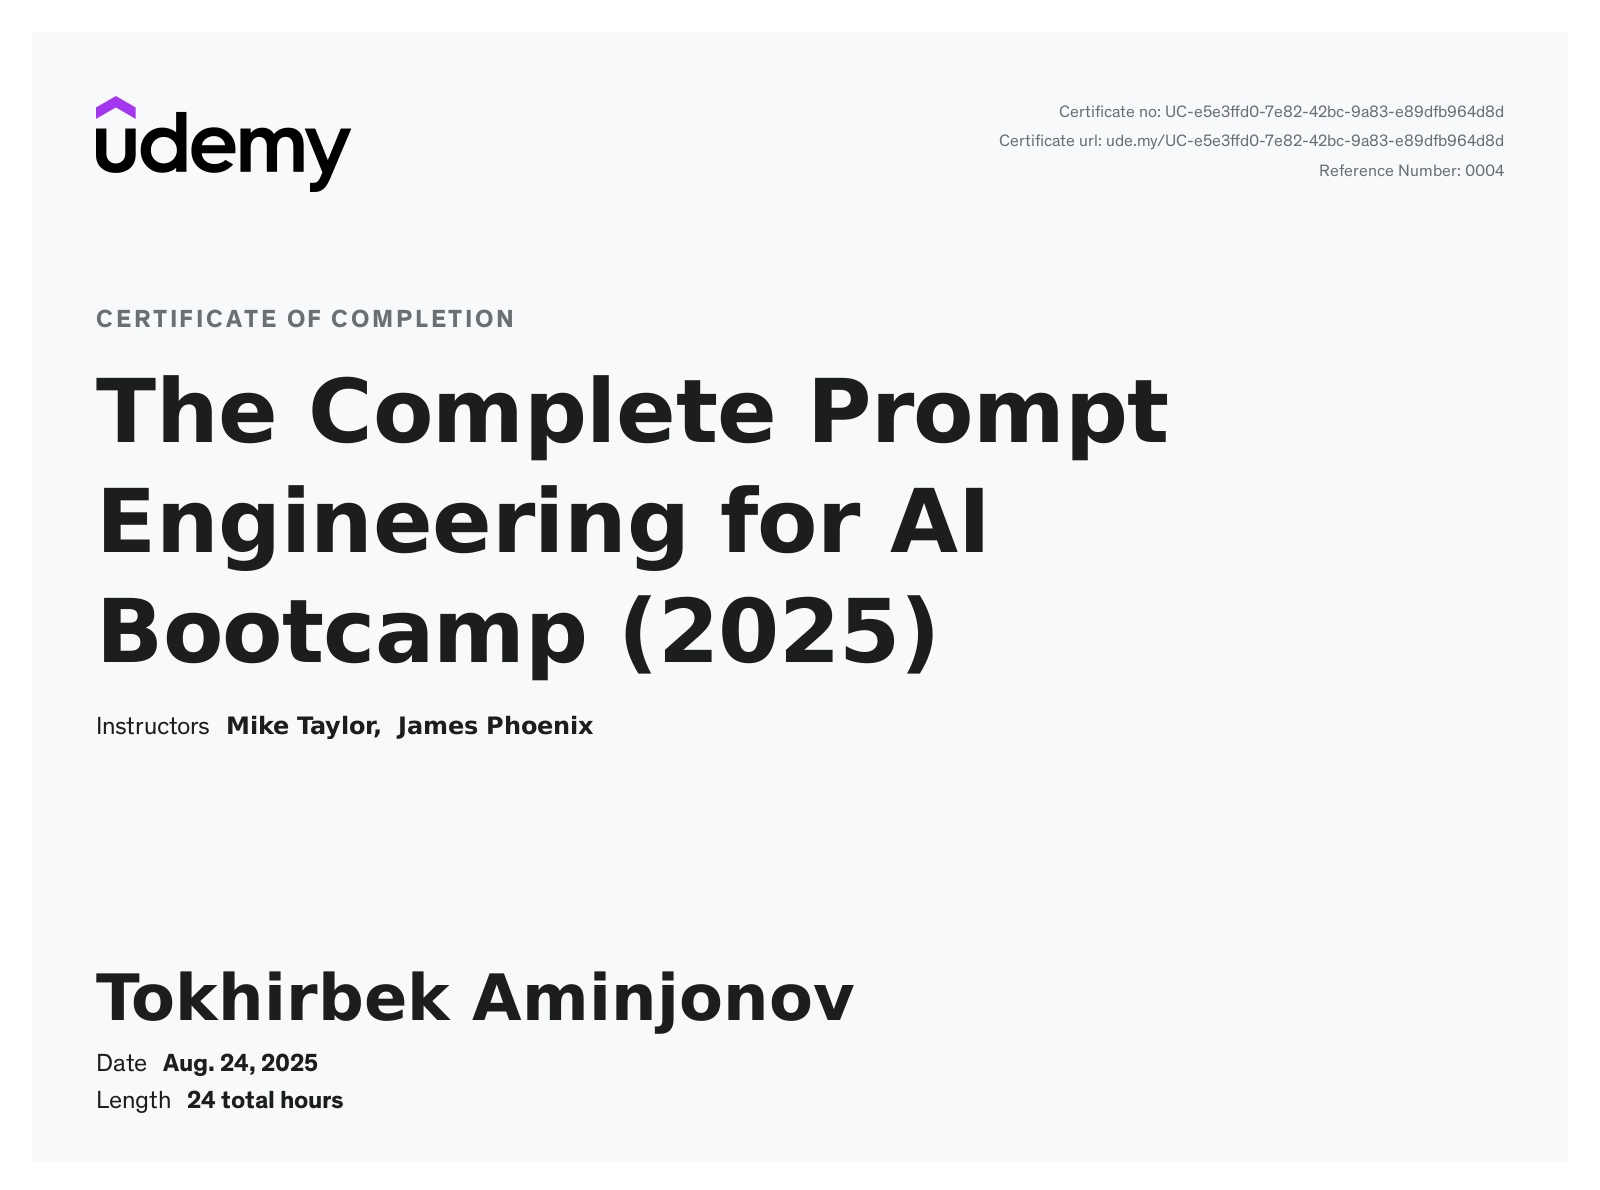 udemy
Certificate no: UC-e5e3ffd0-7e82-42bc-9a83-e89dfb964d8d
Certificate url: ude.my/UC-e5e3ffd0-7e82-42bc-9a83-e89dfb964d8d
Reference Number: 0004
CERTIFICATE OF COMPLETION
The Complete Prompt
Engineering for AI
Bootcamp (2025)
Instructors Mike Taylor, James Phoenix
Tokhirbek Aminjonov
Date Aug. 24, 2025
Length 24 total hours